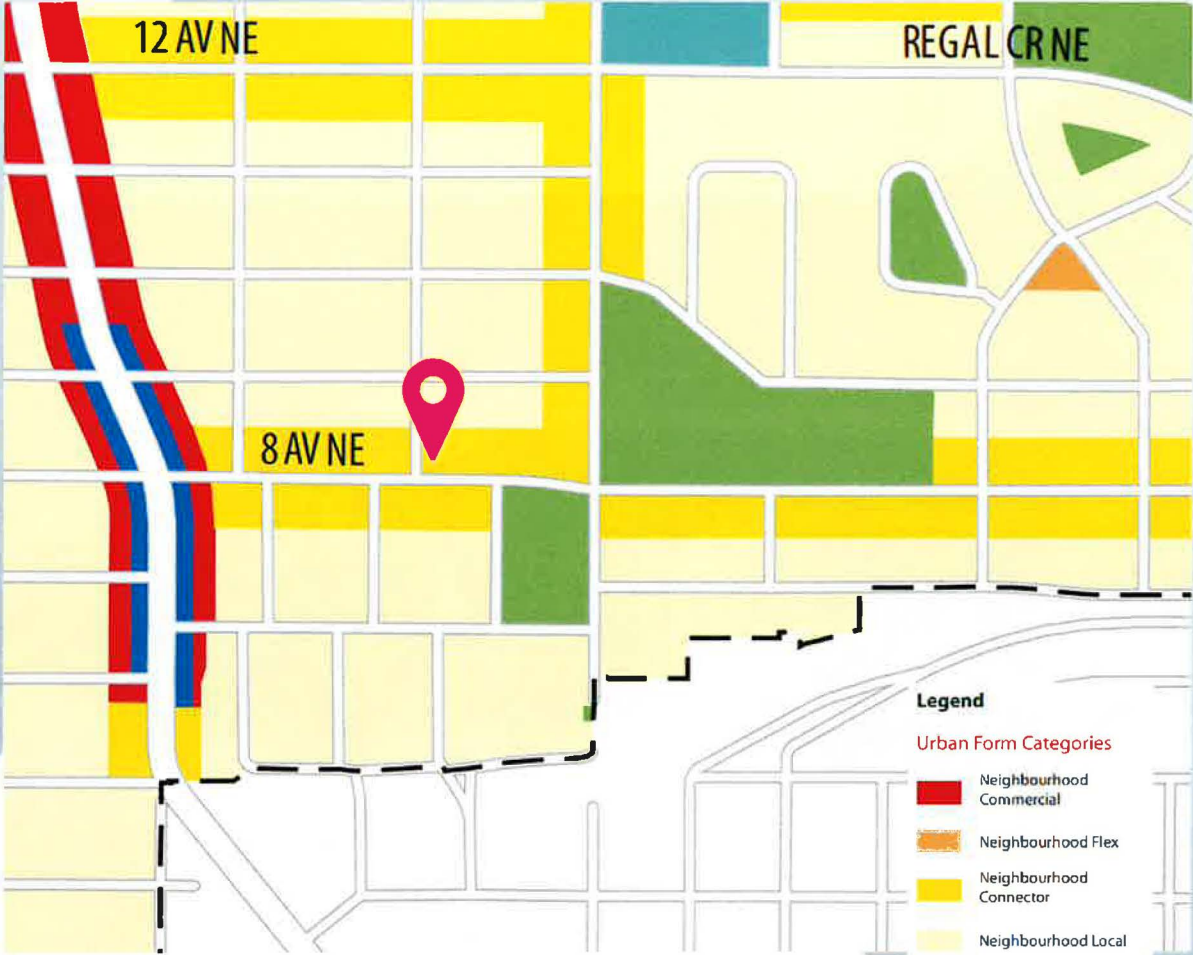 12 AV NE
REGAL CR NE
8 AV NE
Legend
Urban Form Categories
Neighbourhood
Commercial
Neighbourhood Flex
Neighbourhood
Connector
Neighbourhood Local